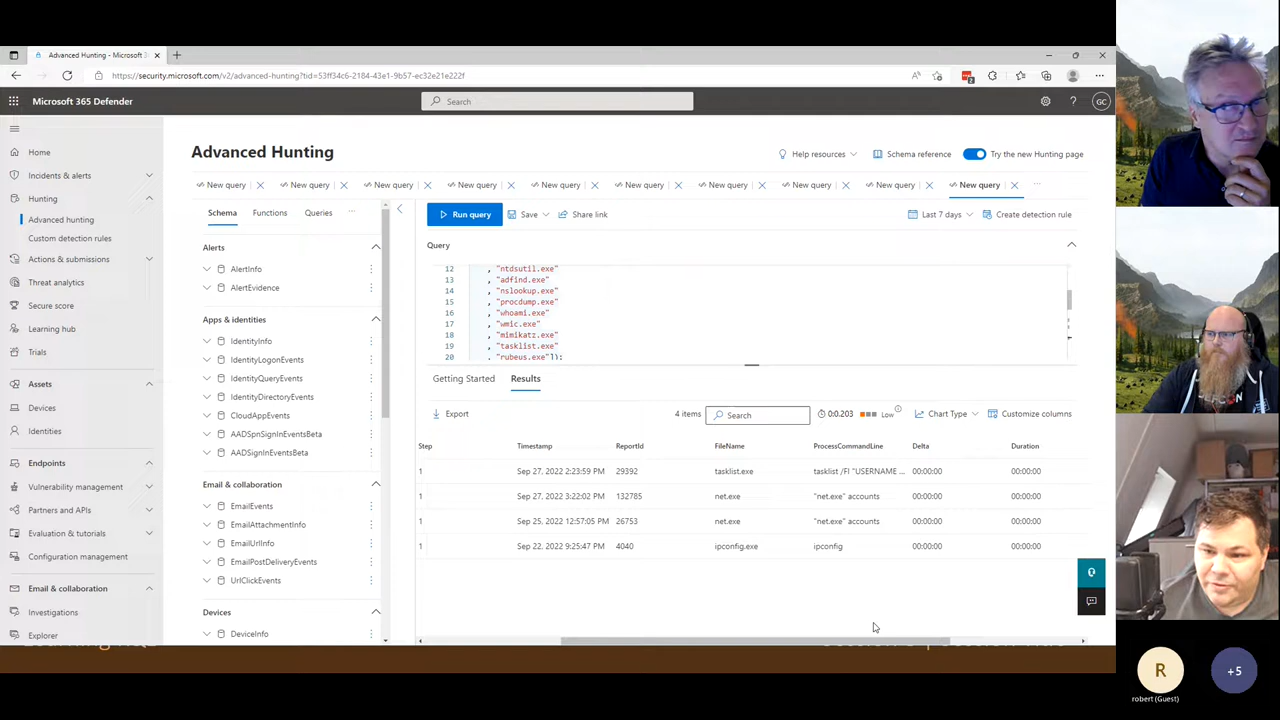 Advanced Hunting - Microsoft 3
https://security.microsoft.com/v2/advanced-hunting?tid=53ff34c6-2184-43e1-9b57-ec32e21e222f
2
Microsoft 365 Defender
Search
GC
Home
Incidents & alerts
Hunting
Advanced hunting
Custom detection rules
Actions & submissions
Threat analytics
Secure score
Learning hub
Trials
Assets
Devices
Identities
Endpoints
Vulnerability management
Partners and APIs
Evaluation & tutorials
Configuration management
Email & collaboration
Investigations
Explorer
Advanced Hunting
Help resources
Schema reference
Try the new Hunting page
New query New query New query New query New query New query New query New query New query New query
Schema Functions Queries
Alerts
AlertInfo
AlertEvidence
Apps & identities
IdentityInfo
IdentityLogonEvents
IdentityQueryEvents
IdentityDirectoryEvents
CloudAppEvents
AADSpnSignInEventsBeta
AADSignInEventsBeta
Email & collaboration
EmailEvents
EmailAttachmentInfo
EmailUrlInfo
EmailPostDeliveryEvents
UrlClickEvents
Devices
DeviceInfo
Run query Save Share link Last 7 days Create detection rule
Query
12 , "ntdsutil.exe"
13 , "adfind.exe"
14 , "nslookup.exe"
15 , "procdump.exe"
16 , "whoami.exe"
17 , "wmic.exe"
18 , "mimikatz.exe"
19 , "tasklist.exe"
20 , "rubeus.exe"]);
Getting Started Results
Export 4 items Search 0:0.203 Low Chart Type Customize columns
Step Timestamp ReportId FileName ProcessCommandLine Delta Duration
1 Sep 27, 2022 2:23:59 PM 29392 tasklist.exe tasklist /FI "USERNAME ... 00:00:00 00:00:00
1 Sep 27, 2022 3:22:02 PM 132785 net.exe "net.exe" accounts 00:00:00 00:00:00
1 Sep 25, 2022 12:57:05 PM 26753 net.exe "net.exe" accounts 00:00:00 00:00:00
1 Sep 22, 2022 9:25:47 PM 4040 ipconfig.exe ipconfig 00:00:00 00:00:00
R
robert (Guest)
+5